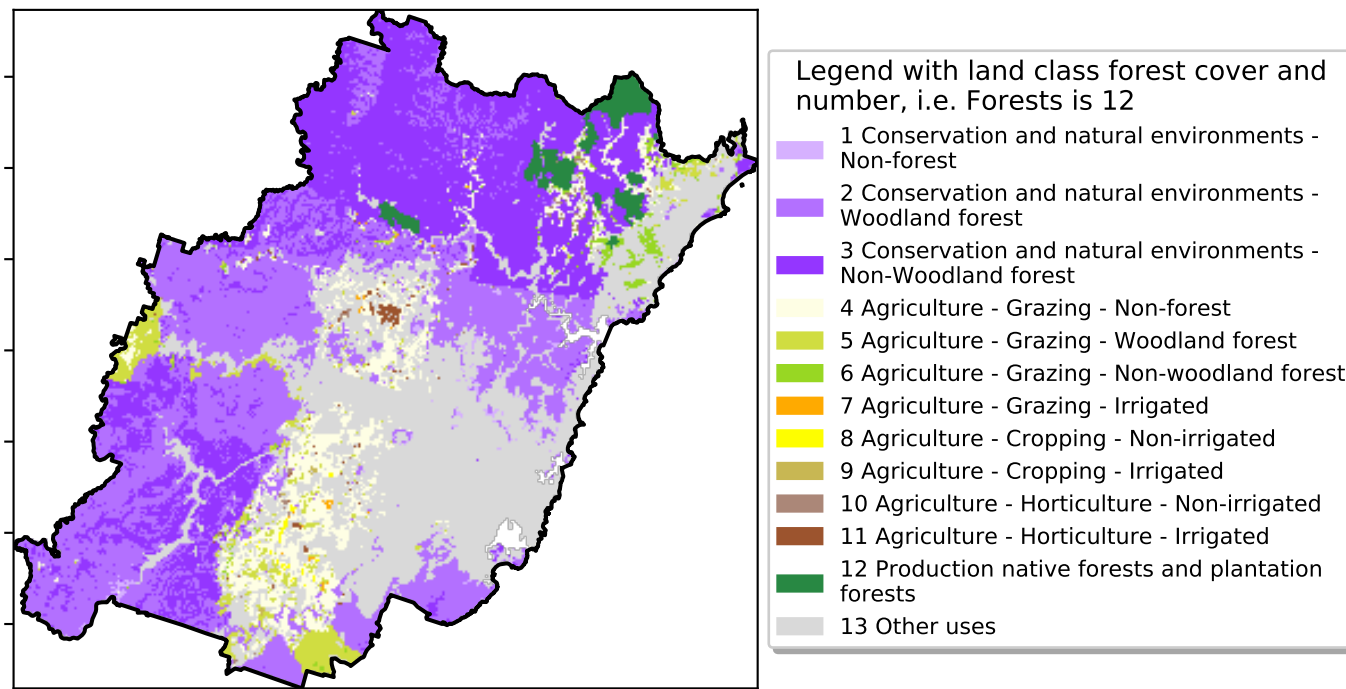 Legend with land class forest cover and
number, i.e. Forests is 12
1 Conservation and natural environments -
Non-forest
2 Conservation and natural environments -
Woodland forest
3 Conservation and natural environments -
Non-Woodland forest
4 Agriculture - Grazing - Non-forest
5 Agriculture - Grazing - Woodland forest
6 Agriculture - Grazing - Non-woodland forest
7 Agriculture - Grazing - Irrigated
8 Agriculture - Cropping - Non-irrigated
9 Agriculture - Cropping - Irrigated
10 Agriculture - Horticulture - Non-irrigated
11 Agriculture - Horticulture - Irrigated
12 Production native forests and plantation
forests
13 Other uses